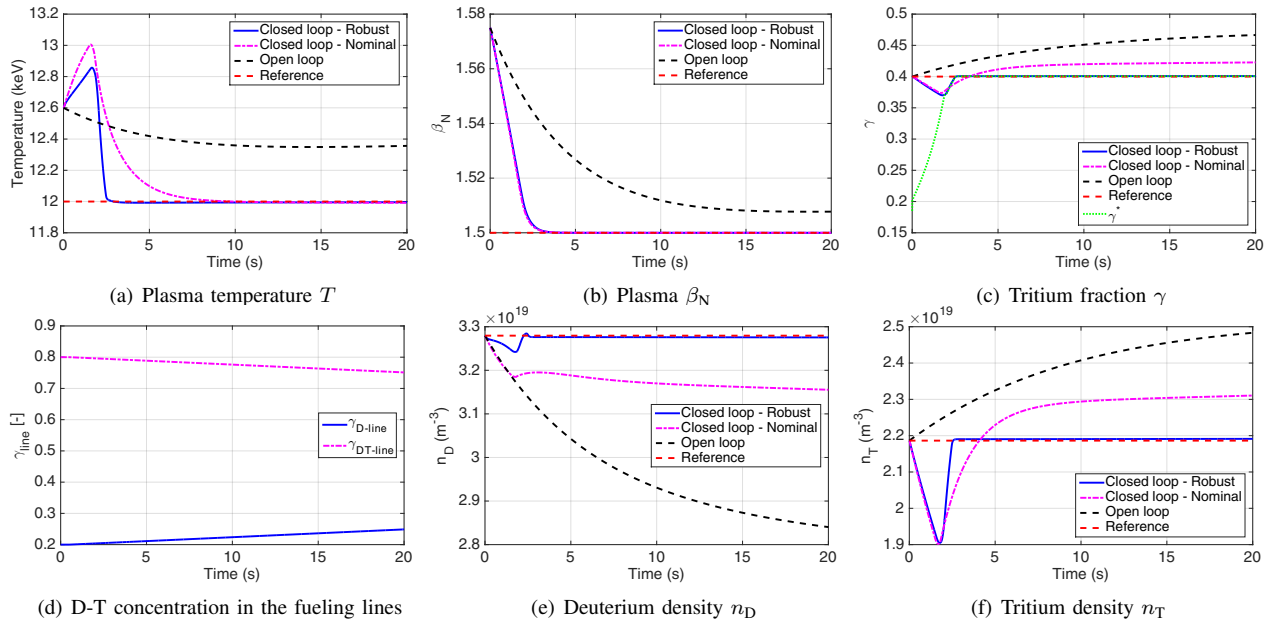 Closed loop - Robust
Closed loop - Nominal
Open loop
Reference
13.2
13
12.8
12.6
12.4
12.2
12
11.8
Temperature (keV)
0 5 10 15 20
Time (s)
(a) Plasma temperature T
Closed loop - Robust
Closed loop - Nominal
Open loop
Reference
1.58
1.56
1.54
1.52
1.5
β_N
0 5 10 15 20
Time (s)
(b) Plasma β_N
Closed loop - Robust
Closed loop - Nominal
Open loop
Reference
γ*
0.5
0.45
0.4
0.35
0.3
0.25
0.2
0.15
γ
0 5 10 15 20
Time (s)
(c) Tritium fraction γ
γ_D-line
γ_DT-line
0.9
0.8
0.7
0.6
0.5
0.4
0.3
0.2
γ_line [-]
0 5 10 15 20
Time (s)
(d) D-T concentration in the fueling lines
× 10^19
Closed loop - Robust
Closed loop - Nominal
Open loop
Reference
3.3
3.2
3.1
3
2.9
2.8
n_D (m^-3)
0 5 10 15 20
Time (s)
(e) Deuterium density n_D
× 10^19
Closed loop - Robust
Closed loop - Nominal
Open loop
Reference
2.5
2.4
2.3
2.2
2.1
2
1.9
n_T (m^-3)
0 5 10 15 20
Time (s)
(f) Tritium density n_T